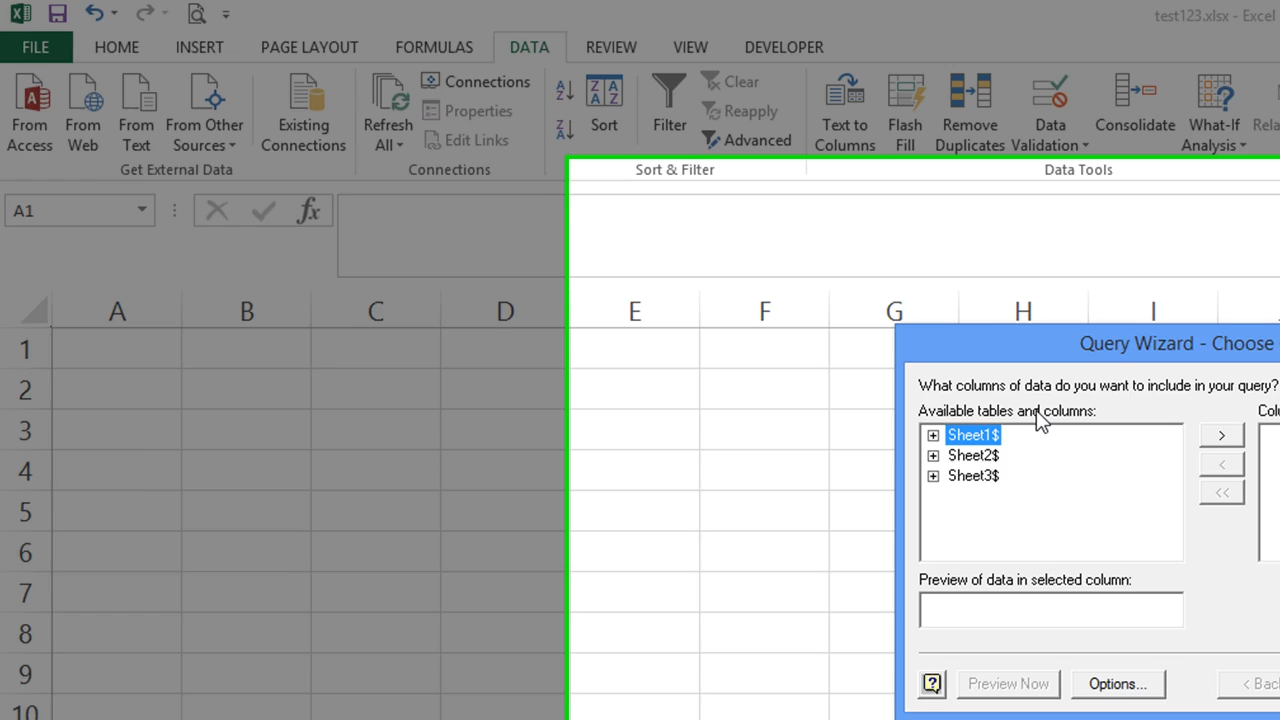 test123.xlsx - Excel
FILE HOME INSERT PAGE LAYOUT FORMULAS DATA REVIEW VIEW DEVELOPER
From Access
From Web
From Text
From Other Sources
Existing Connections
Refresh All
Connections
Properties
Edit Links
Sort
Filter
Clear
Reapply
Advanced
Text to Columns
Flash Fill
Remove Duplicates
Data Validation
Consolidate
What-If Analysis
Rela
Get External Data
Connections
Sort & Filter
Data Tools
A1
fx
A B C D E F G H I
1
2
3
4
5
6
7
8
9
10
Query Wizard - Choose
What columns of data do you want to include in your query?
Available tables and columns:
Colu
Sheet1$
Sheet2$
Sheet3$
>
<
<<
Preview of data in selected column:
?
Preview Now
Options...
< Bac